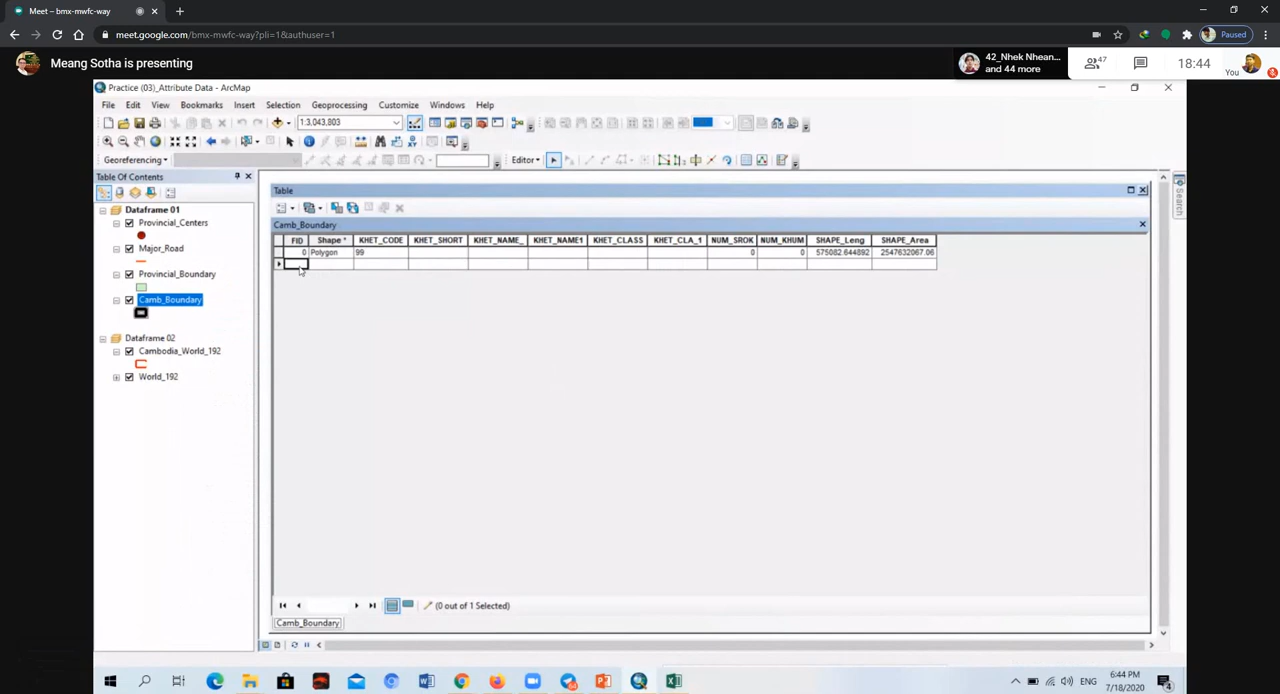 Meet – bmx-mwfc-way
meet.google.com/bmx-mwfc-way?pli=1&authuser=1
Paused
Meang Sotha is presenting
42_Nhek Nhean...
and 44 more
47
18:44
You
Practice (03)_Attribute Data - ArcMap
File Edit View Bookmarks Insert Selection Geoprocessing Customize Windows Help
1:3,043,803
Georeferencing
Editor
Table Of Contents
Table
Search
Dataframe 01
Provincial_Centers
Major_Road
Provincial_Boundary
Camb_Boundary
Dataframe 02
Cambodia_World_192
World_192
Camb_Boundary
FID Shape * KHET_CODE KHET_SHORT KHET_NAME_ KHET_NAME1 KHET_CLASS KHET_CLA_1 NUM_SROK NUM_KHUM SHAPE_Leng SHAPE_Area
0 Polygon 99 0 0 575082.644892 2547632067.06
(0 out of 1 Selected)
Camb_Boundary
ENG
6:44 PM
7/18/2020
4